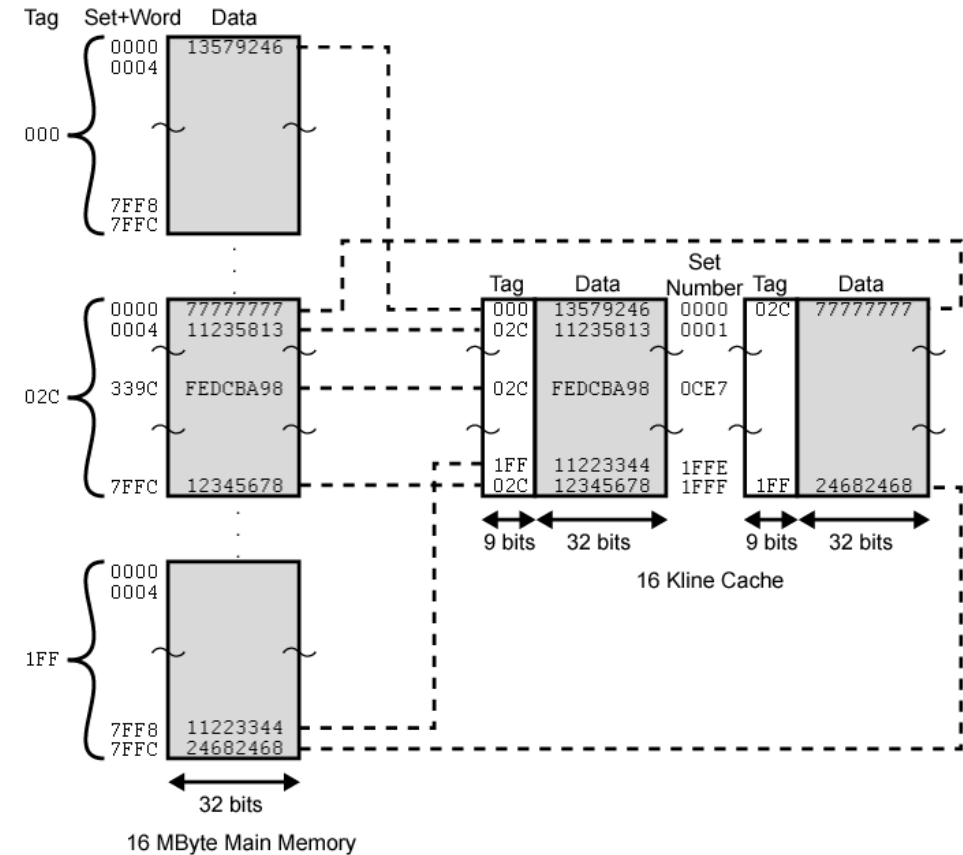 Tag Set+Word Data
0000 13579246
0004
000
7FF8
7FFC
Set
Tag Data Number Tag Data
0000 77777777 000 13579246 0000 02C 77777777
0004 11235813 02C 11235813 0001
02C 339C FEDCBA98 02C FEDCBA98 0CE7
1FF 11223344 1FFE
7FFC 12345678 02C 12345678 1FFF 1FF 24682468
9 bits 32 bits 9 bits 32 bits
16 Kline Cache
0000
0004
1FF
7FF8 11223344
7FFC 24682468
32 bits
16 MByte Main Memory